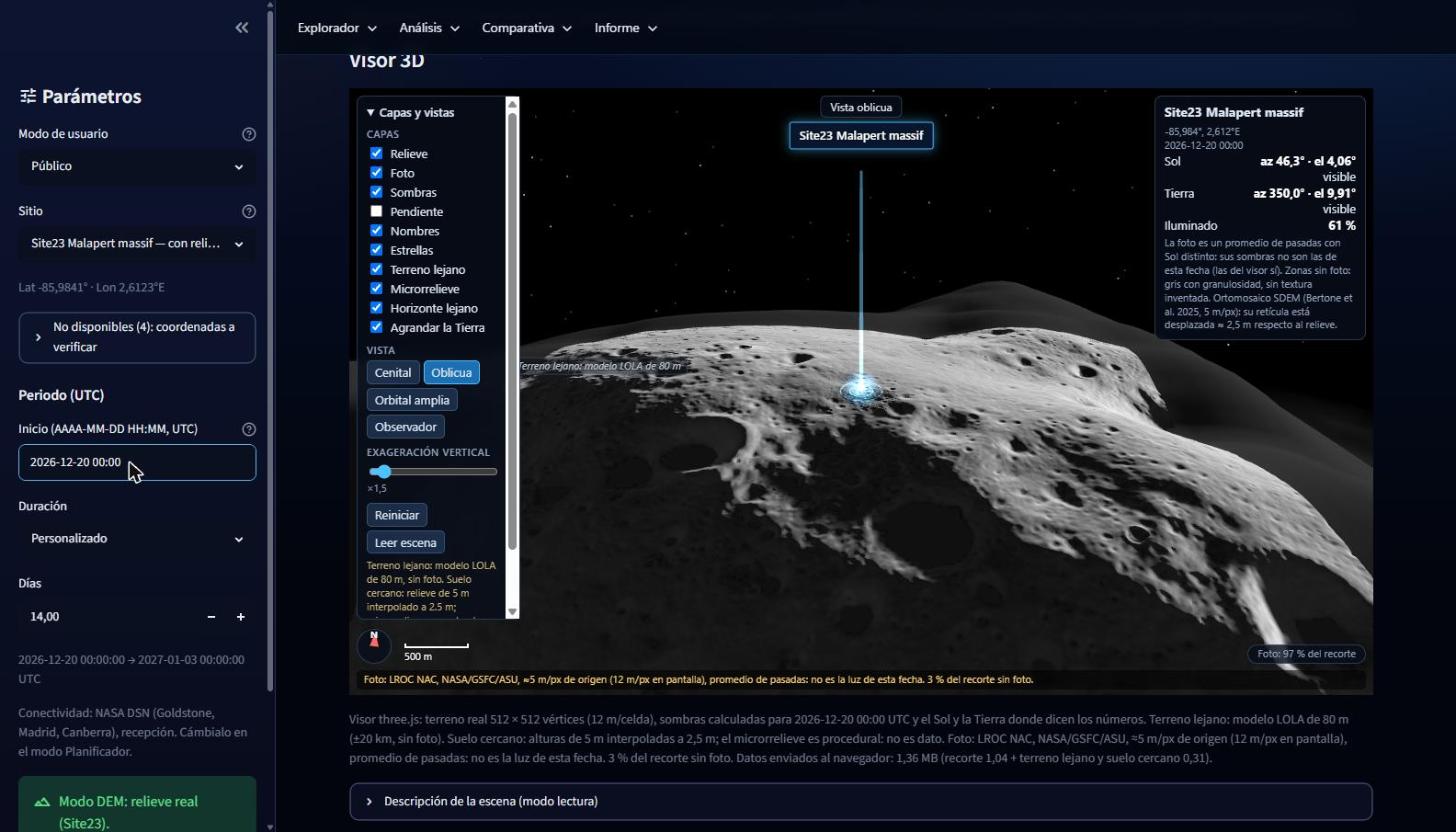 Explorador
Análisis
Comparativa
Informe
Parámetros
Modo de usuario
Público
Sitio
Site23 Malapert massif — con reli…
Lat -85,9841° · Lon 2,6123°E
No disponibles (4): coordenadas a
verificar
Periodo (UTC)
Inicio (AAAA-MM-DD HH:MM, UTC)
2026-12-20 00:00
Duración
Personalizado
Días
14,00
2026-12-20 00:00:00 → 2027-01-03 00:00:00
UTC
Conectividad: NASA DSN (Goldstone,
Madrid, Canberra), recepción. Cámbialo en
el modo Planificador.
Modo DEM: relieve real
(Site23).
Visor 3D
Capas y vistas
CAPAS
Relieve
Foto
Sombras
Pendiente
Nombres
Estrellas
Terreno lejano
Microrrelieve
Horizonte lejano
Agrandar la Tierra
VISTA
Cenital
Oblicua
Orbital amplia
Observador
EXAGERACIÓN VERTICAL
×1,5
Reiniciar
Leer escena
Terreno lejano: modelo LOLA
de 80 m, sin foto. Suelo
cercano: relieve de 5 m
interpolado a 2,5 m;
Vista oblicua
Site23 Malapert massif
Terreno lejano: modelo LOLA de 80 m
Site23 Malapert massif
-85,984°, 2,612°E
2026-12-20 00:00
Sol az 46,3° · el 4,06°
visible
Tierra az 350,0° · el 9,91°
visible
Iluminado 61 %
La foto es un promedio de pasadas con
Sol distinto: sus sombras no son las de
esta fecha (las del visor sí). Zonas sin foto:
gris con granulosidad, sin textura
inventada. Ortomosaico SDEM (Bertone et
al. 2025, 5 m/px): su retícula está
desplazada ≈ 2,5 m respecto al relieve.
N
500 m
Foto: 97 % del recorte
Foto: LROC NAC, NASA/GSFC/ASU, ≈5 m/px de origen (12 m/px en pantalla), promedio de pasadas: no es la luz de esta fecha. 3 % del recorte sin foto.
Visor three.js: terreno real 512 × 512 vértices (12 m/celda), sombras calculadas para 2026-12-20 00:00 UTC y el Sol y la Tierra donde dicen los números. Terreno lejano: modelo LOLA de 80 m
(±20 km, sin foto). Suelo cercano: alturas de 5 m interpoladas a 2,5 m; el microrrelieve es procedural: no es dato. Foto: LROC NAC, NASA/GSFC/ASU, ≈5 m/px de origen (12 m/px en pantalla),
promedio de pasadas: no es la luz de esta fecha. 3 % del recorte sin foto. Datos enviados al navegador: 1,36 MB (recorte 1,04 + terreno lejano y suelo cercano 0,31).
Descripción de la escena (modo lectura)